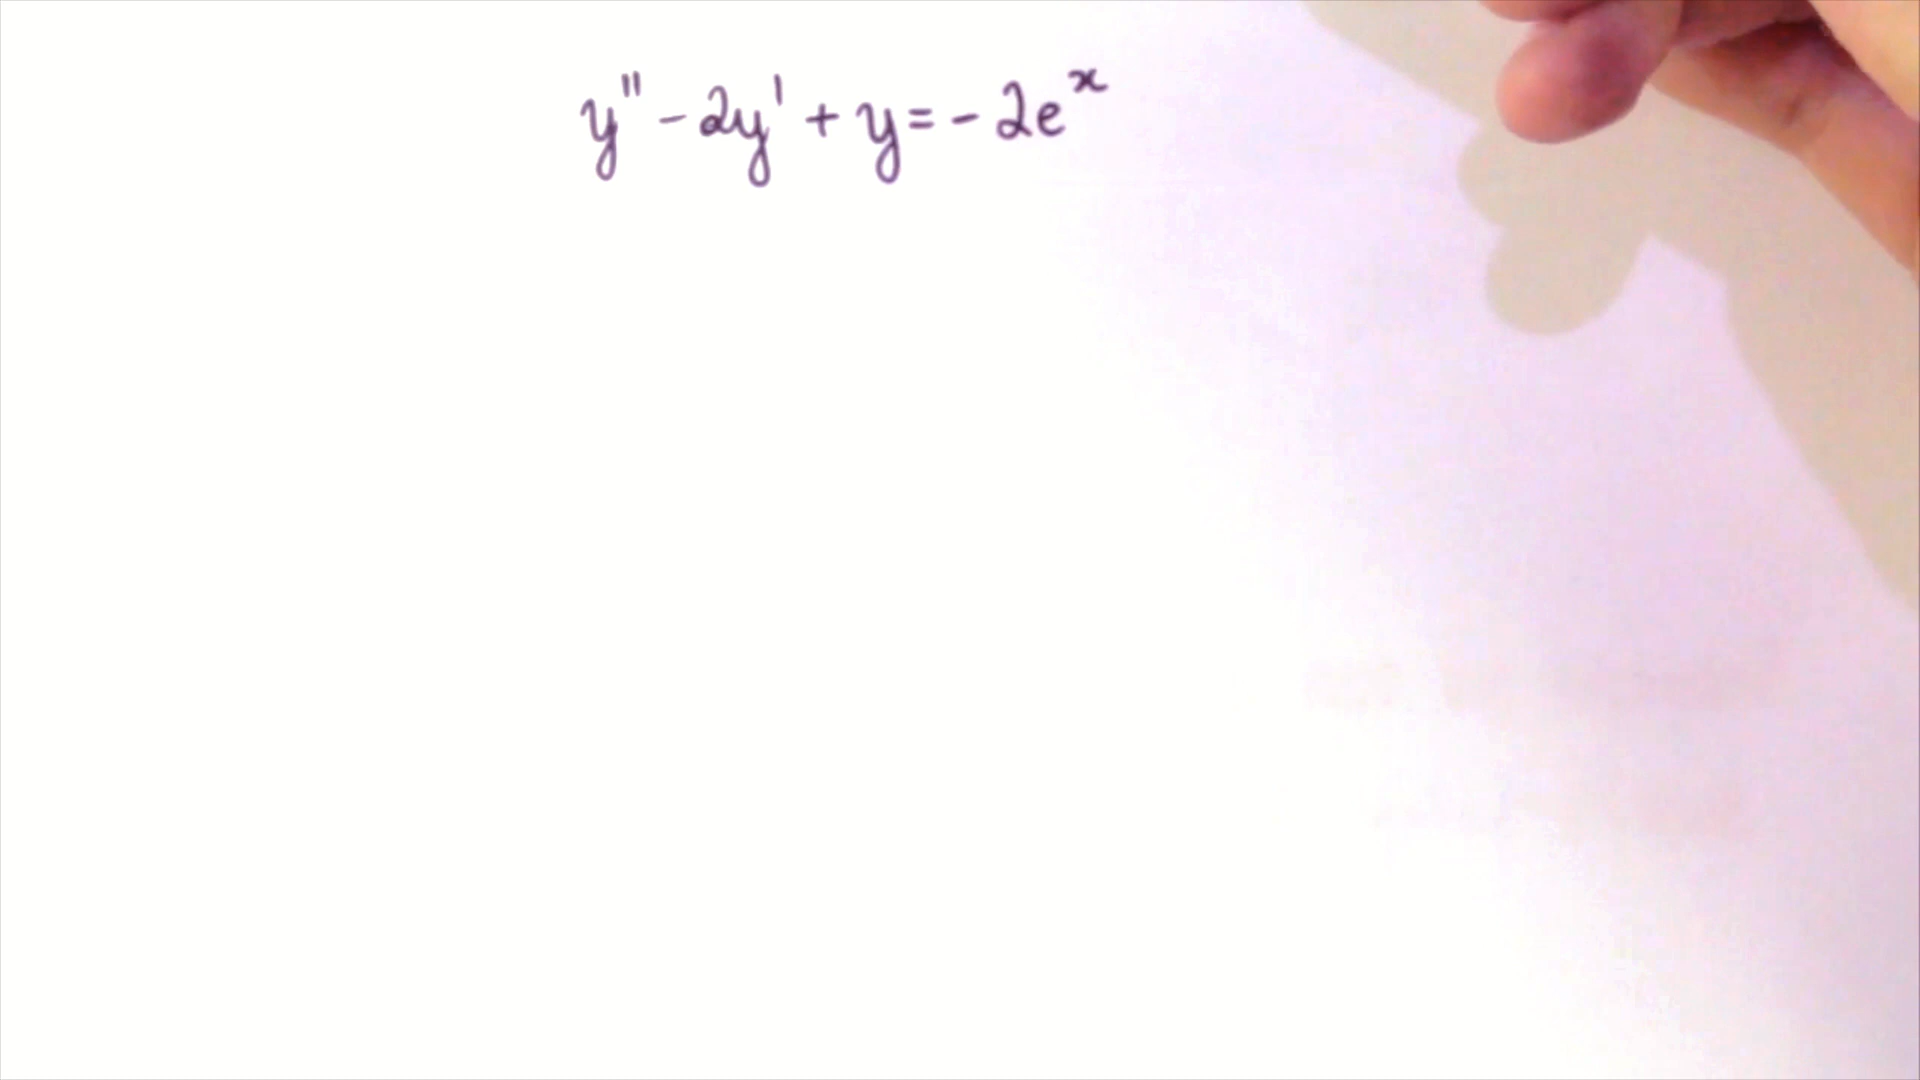 y'' - 2y' + y = - 2e^x